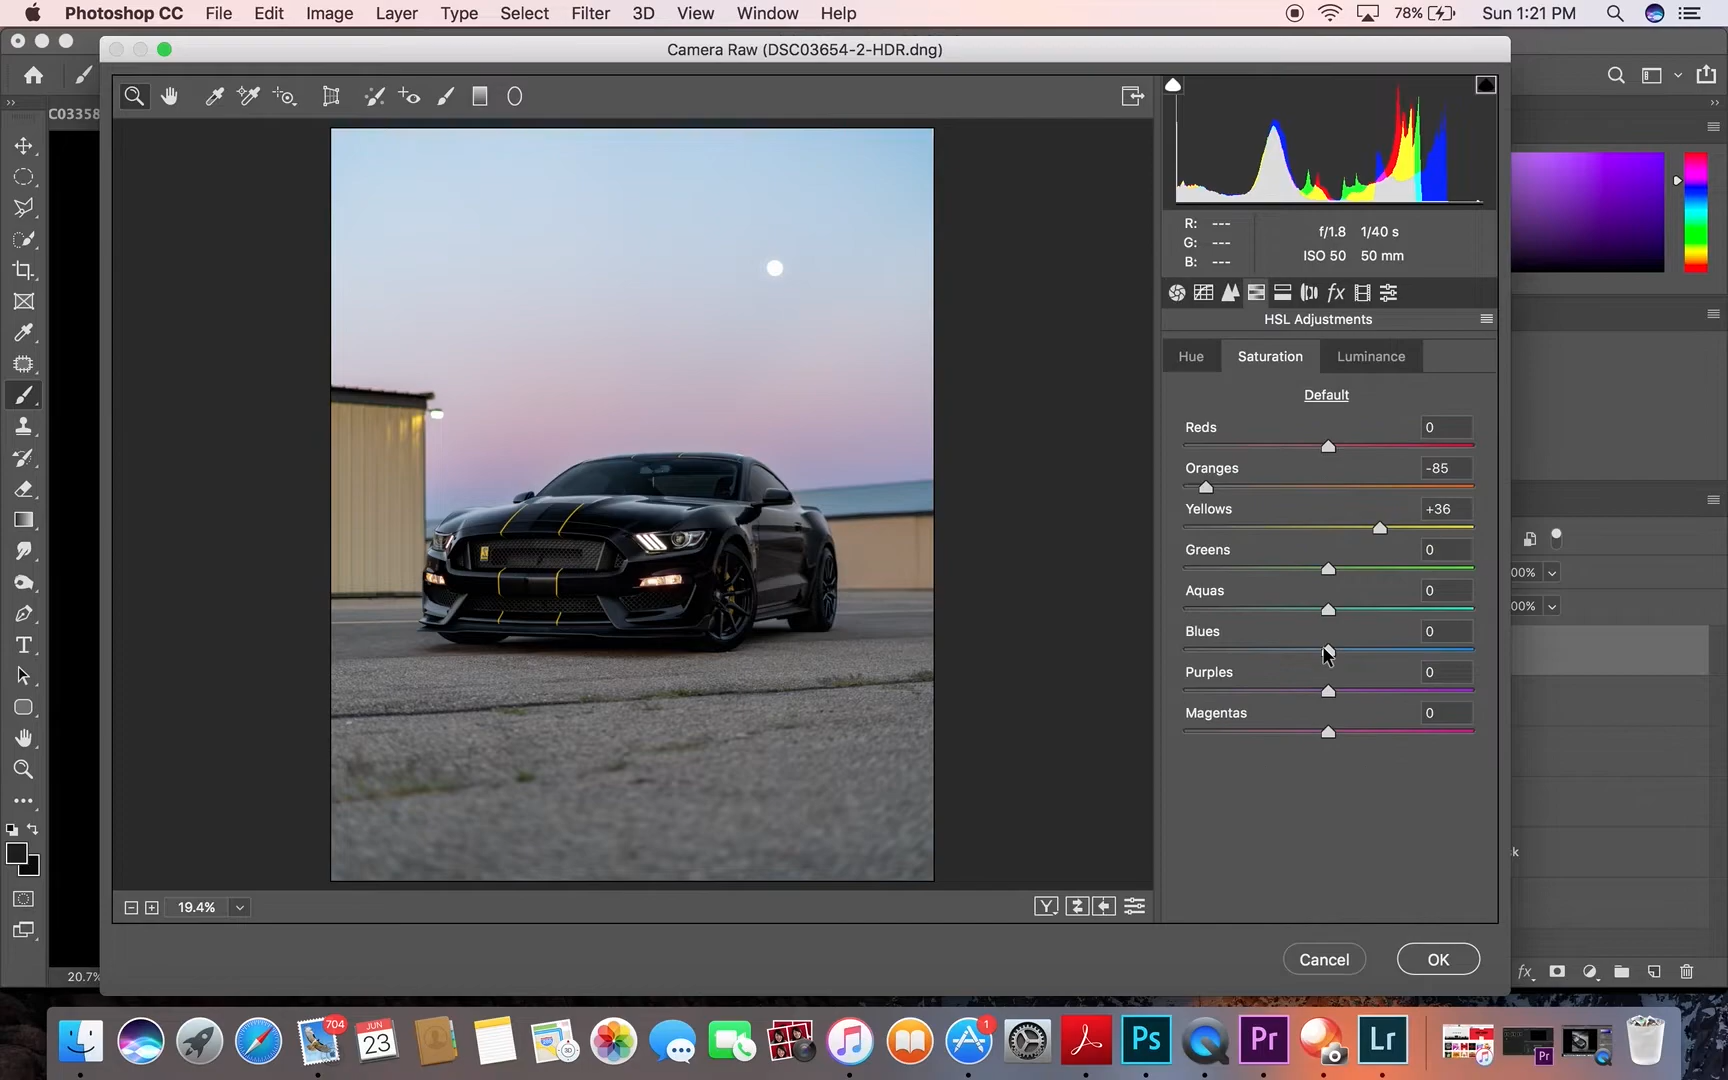 Photoshop CC File Edit Image Layer Type Select Filter 3D View Window Help 78% Sun 1:21 PM
Camera Raw (DSC03654-2-HDR.dng)
C03358
R: ---
G: ---
B: ---
f/1.8 1/40 s
ISO 50 50 mm
fx
HSL Adjustments
Hue Saturation Luminance
Default
Reds 0
Oranges -85
Yellows +36
Greens 0
Aquas 0
Blues 0
Purples 0
Magentas 0
00%
00%
T
k
Y
19.4%
Cancel OK
20.7%
fx
704
JUN
23
1
Ps
Pr
Lr
Pr